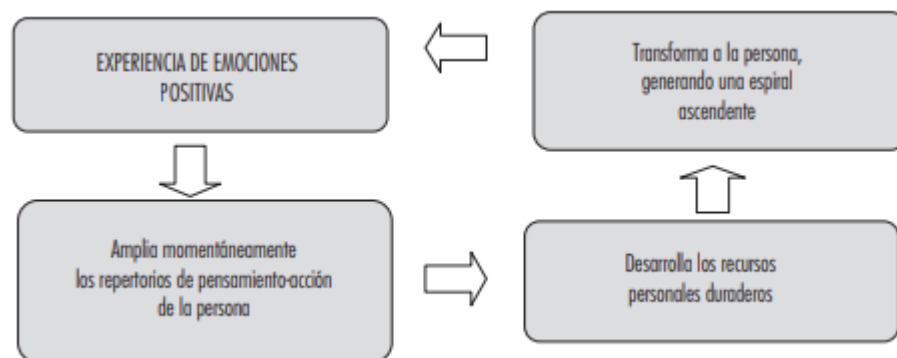 EXPERIENCIA DE EMOCIONES
POSITIVAS
Transforma a la persona,
generando una espiral
ascendente
Amplia momentáneamente
los repertorios de pensamiento-acción
de la persona
Desarrolla los recursos
personales duraderos